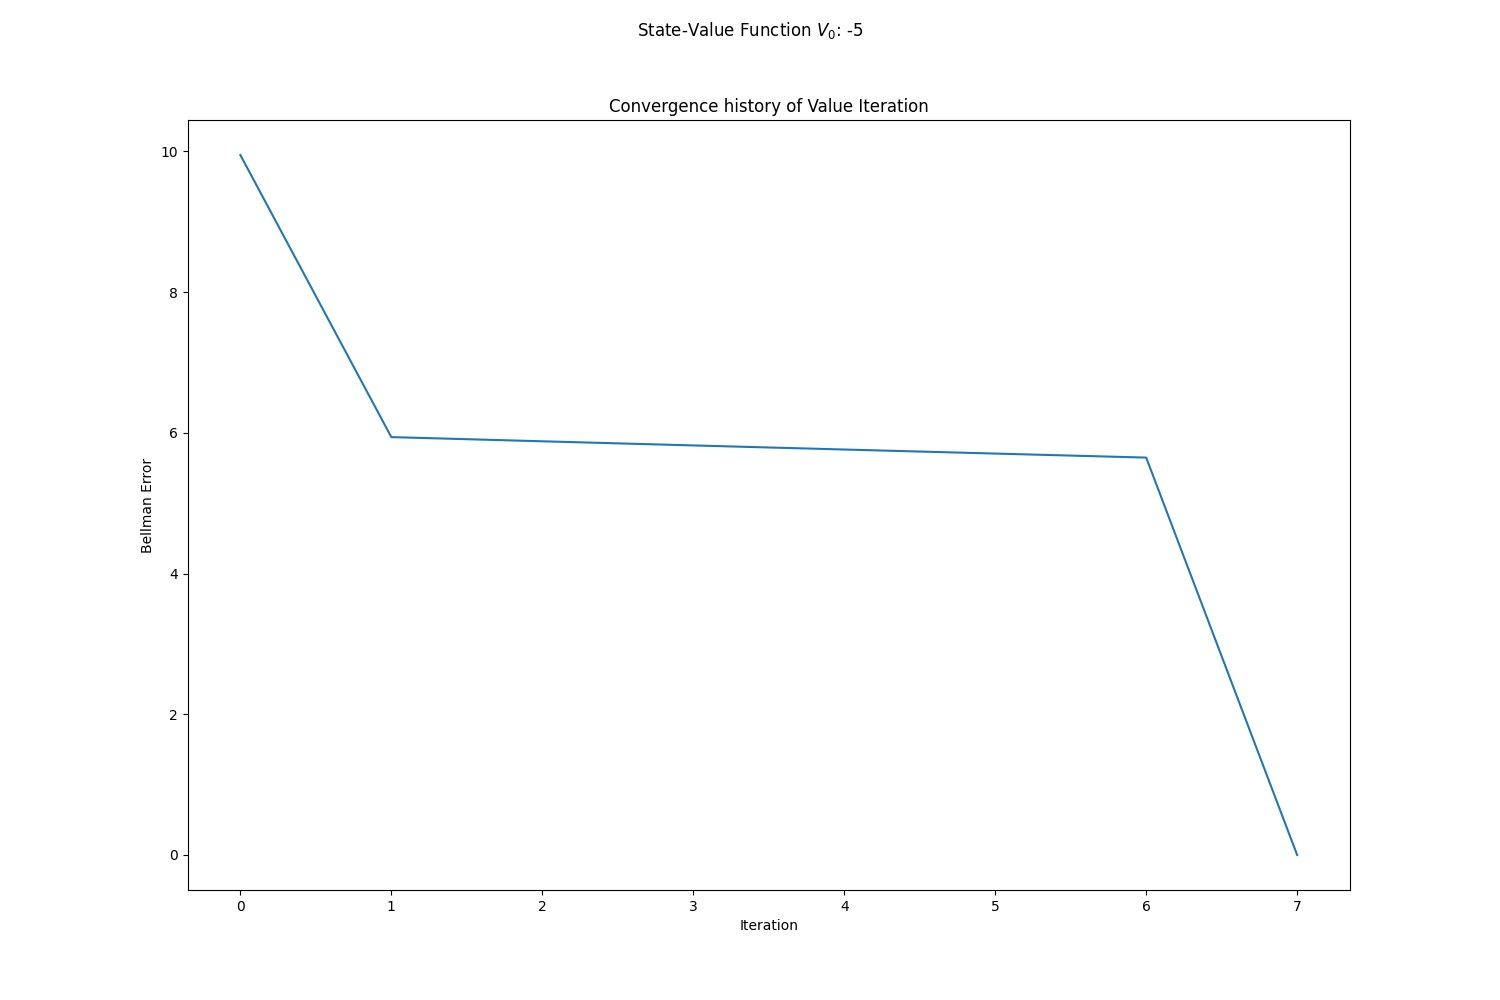 State-Value Function V₀: -5
Convergence history of Value Iteration
10
8
6
4
2
0
Bellman Error
0 1 2 3 4 5 6 7
Iteration